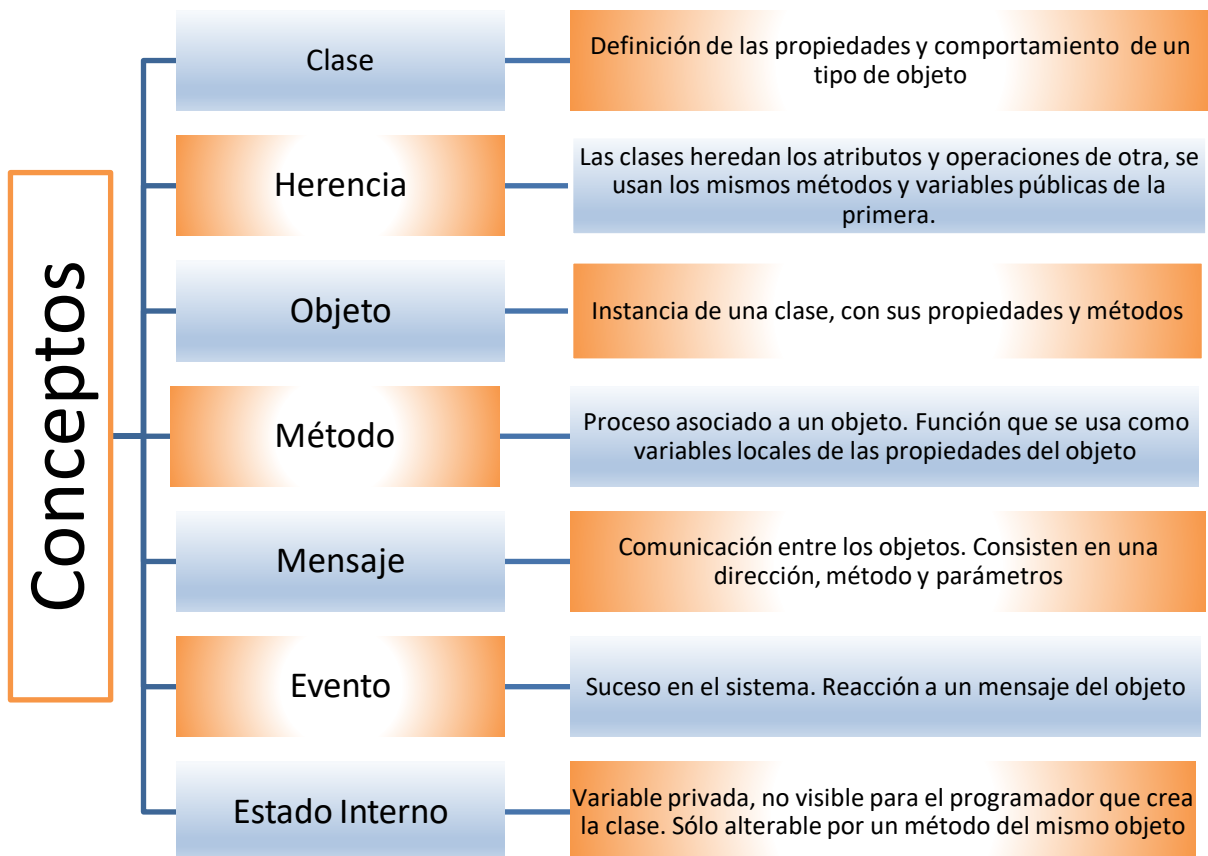 Conceptos
Clase
Definición de las propiedades y comportamiento de un
tipo de objeto
Herencia
Las clases heredan los atributos y operaciones de otra, se
usan los mismos métodos y variables públicas de la
primera.
Objeto
Instancia de una clase, con sus propiedades y métodos
Método
Proceso asociado a un objeto. Función que se usa como
variables locales de las propiedades del objeto
Mensaje
Comunicación entre los objetos. Consisten en una
dirección, método y parámetros
Evento
Suceso en el sistema. Reacción a un mensaje del objeto
Estado Interno
Variable privada, no visible para el programador que crea
la clase. Sólo alterable por un método del mismo objeto